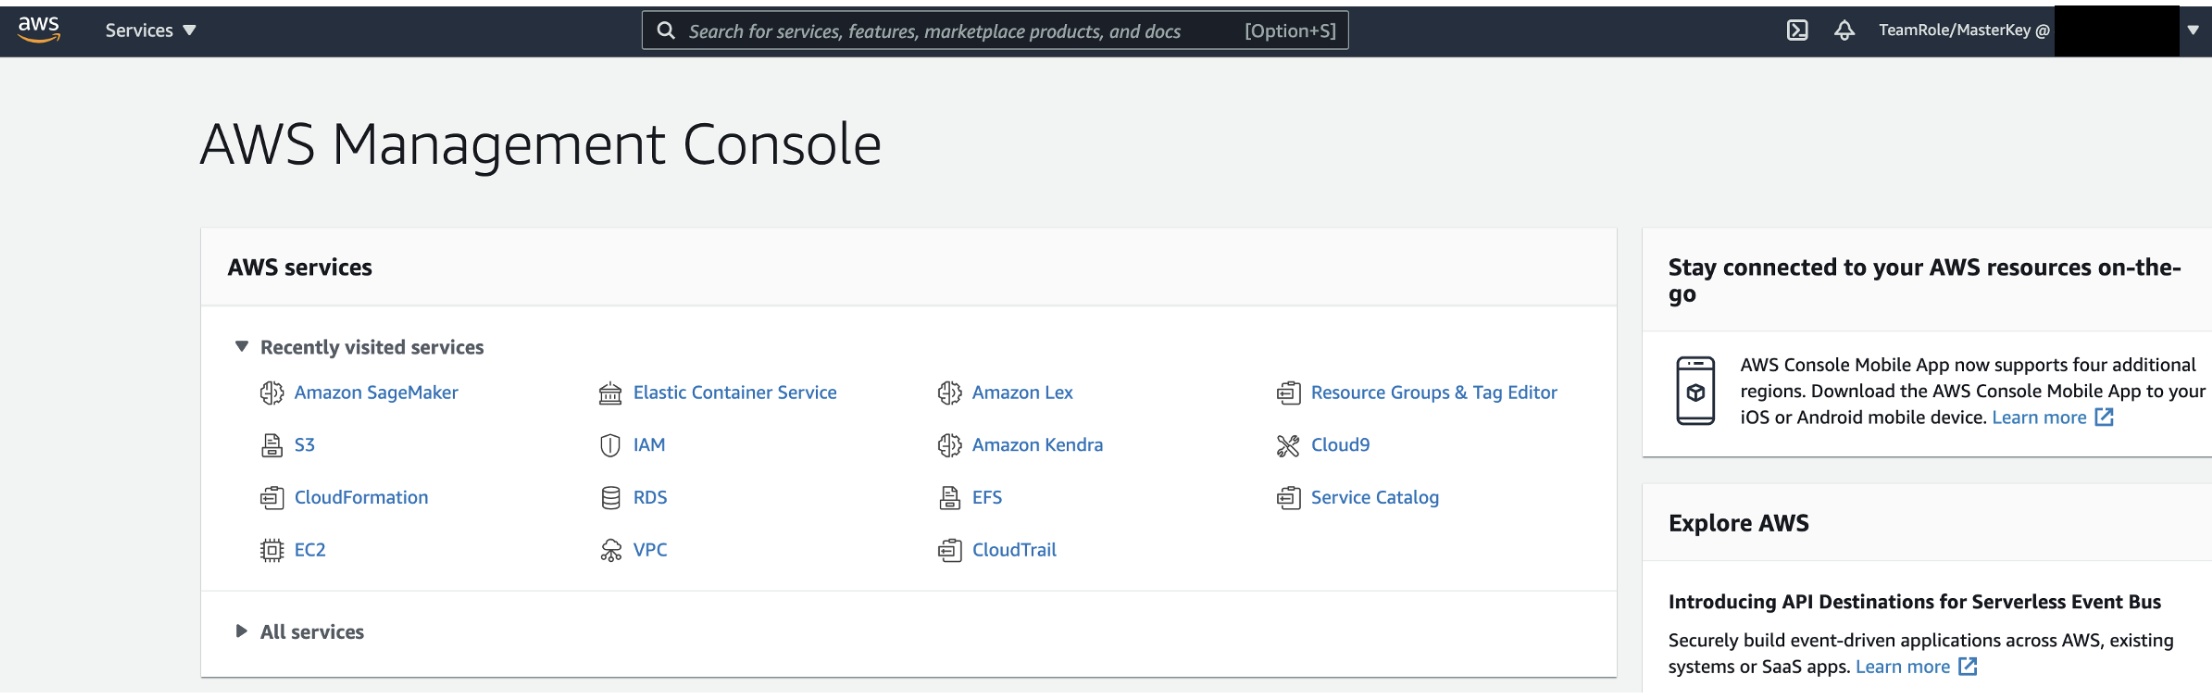 aws
Services
Search for services, features, marketplace products, and docs
[Option+S]
TeamRole/MasterKey @
AWS Management Console
AWS services
Recently visited services
Amazon SageMaker
Elastic Container Service
Amazon Lex
Resource Groups & Tag Editor
S3
IAM
Amazon Kendra
Cloud9
CloudFormation
RDS
EFS
Service Catalog
EC2
VPC
CloudTrail
All services
Stay connected to your AWS resources on-the-
go
AWS Console Mobile App now supports four additional
regions. Download the AWS Console Mobile App to your
iOS or Android mobile device. Learn more
Explore AWS
Introducing API Destinations for Serverless Event Bus
Securely build event-driven applications across AWS, existing
systems or SaaS apps. Learn more